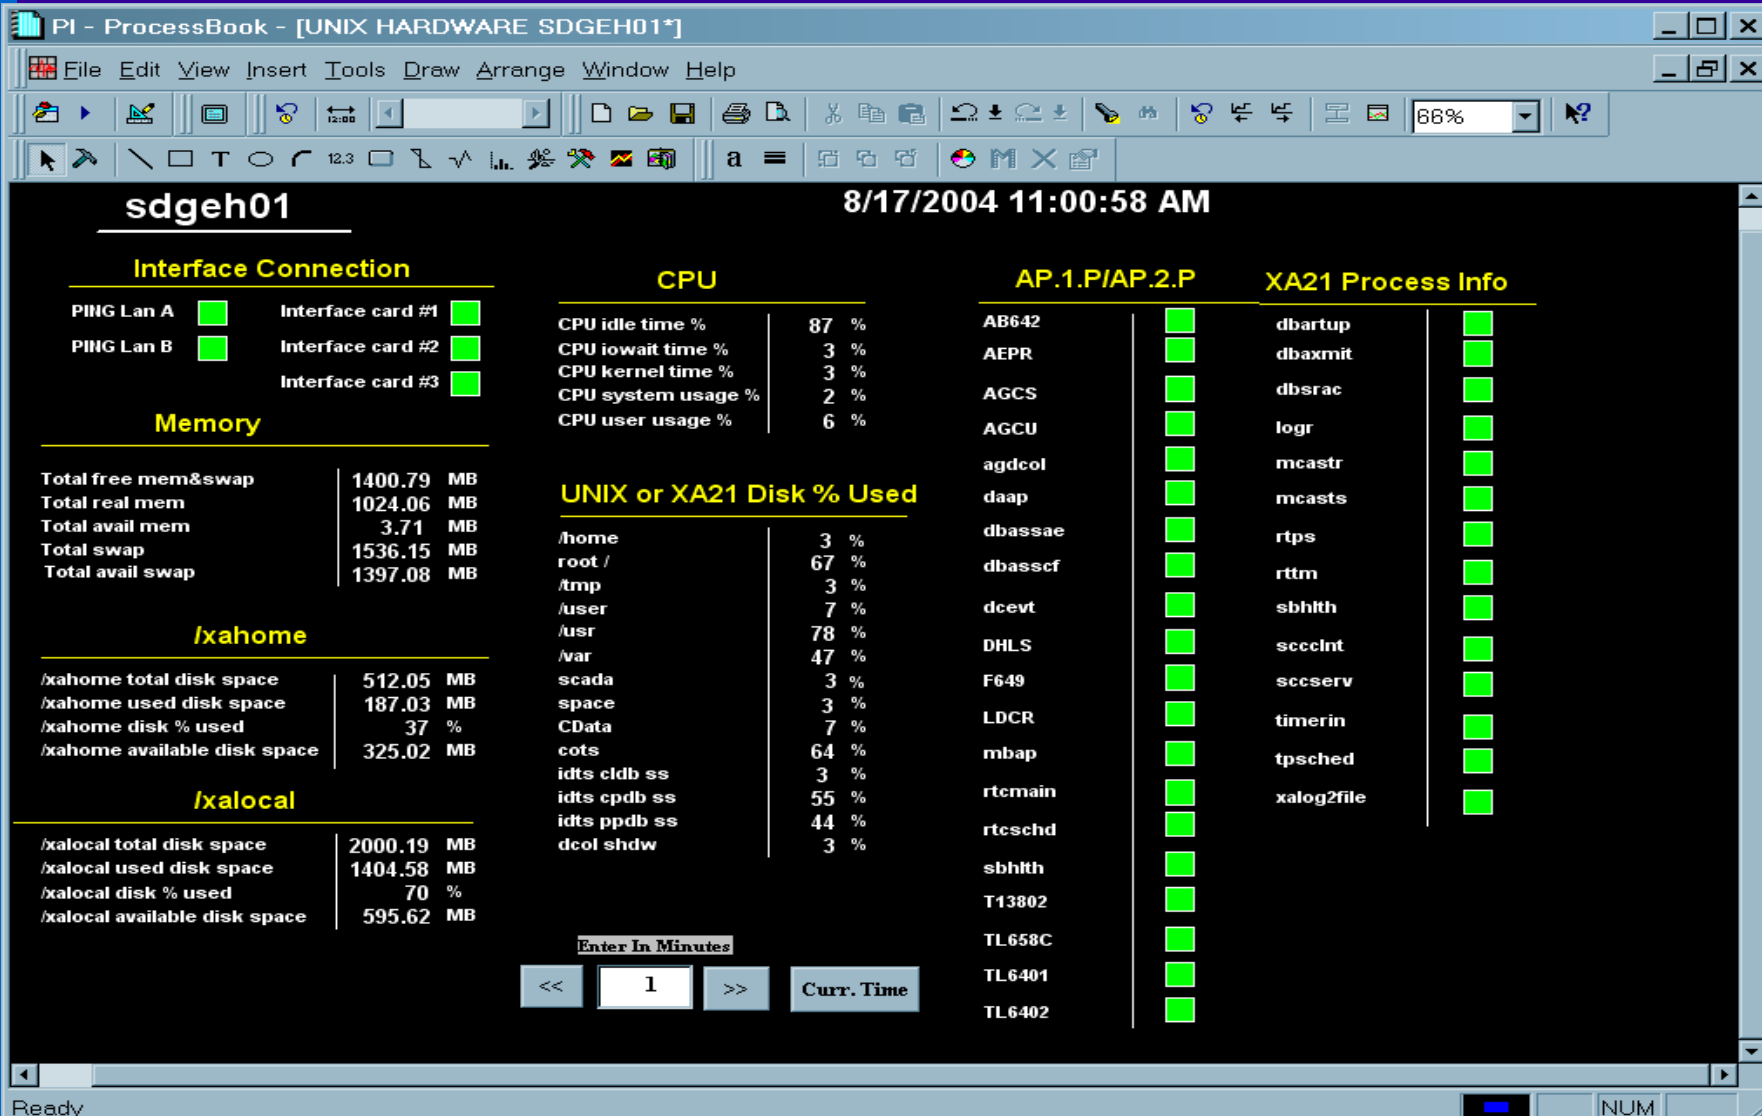 PI - ProcessBook - [UNIX HARDWARE SDGEH01*]
File Edit View Insert Tools Draw Arrange Window Help
12:00
66%
T
12.3
a
sdgeh01
8/17/2004 11:00:58 AM
Interface Connection
PING Lan A
Interface card #1
PING Lan B
Interface card #2
Interface card #3
Memory
Total free mem&swap 1400.79 MB
Total real mem 1024.06 MB
Total avail mem 3.71 MB
Total swap 1536.15 MB
Total avail swap 1397.08 MB
/xahome
/xahome total disk space 512.05 MB
/xahome used disk space 187.03 MB
/xahome disk % used 37 %
/xahome available disk space 325.02 MB
/xalocal
/xalocal total disk space 2000.19 MB
/xalocal used disk space 1404.58 MB
/xalocal disk % used 70 %
/xalocal available disk space 595.62 MB
CPU
CPU idle time % 87 %
CPU iowait time % 3 %
CPU kernel time % 3 %
CPU system usage % 2 %
CPU user usage % 6 %
UNIX or XA21 Disk % Used
/home 3 %
root / 67 %
/tmp 3 %
/user 7 %
/usr 78 %
/var 47 %
scada 3 %
space 3 %
CData 7 %
cots 64 %
idts cldb ss 3 %
idts cpdb ss 55 %
idts ppdb ss 44 %
dcol shdw 3 %
Enter In Minutes
<< 1 >> Curr. Time
AP.1.P/AP.2.P
AB642
AEPR
AGCS
AGCU
agdcol
daap
dbassae
dbasscf
dcevt
DHLS
F649
LDCR
mbap
rtcmain
rtcschd
sbhlth
T13802
TL658C
TL6401
TL6402
XA21 Process Info
dbartup
dbaxmit
dbsrac
logr
mcastr
mcasts
rtps
rttm
sbhlth
sccclnt
sccserv
timerin
tpsched
xalog2file
Ready
NUM